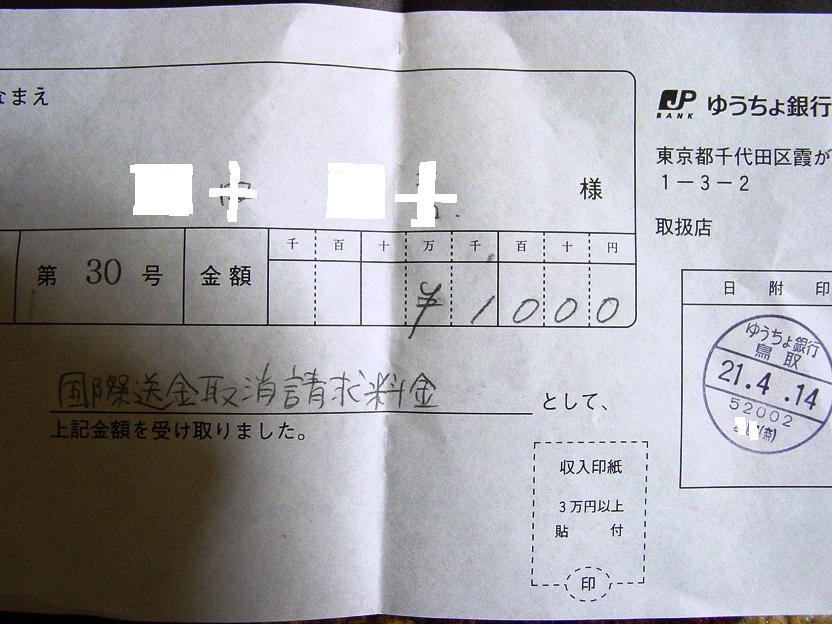 なまえ
様
第 30 号 金額 千 百 十 万 千 百 十 円
¥1000
国際送金取消請求料金 として、
上記金額を受け取りました。
収入印紙
3万円以上
貼 付
印
JP BANK ゆうちょ銀行
東京都千代田区霞が
1-3-2
取扱店
日 附 印
ゆうちょ銀行
鳥取
21.4.14
52002